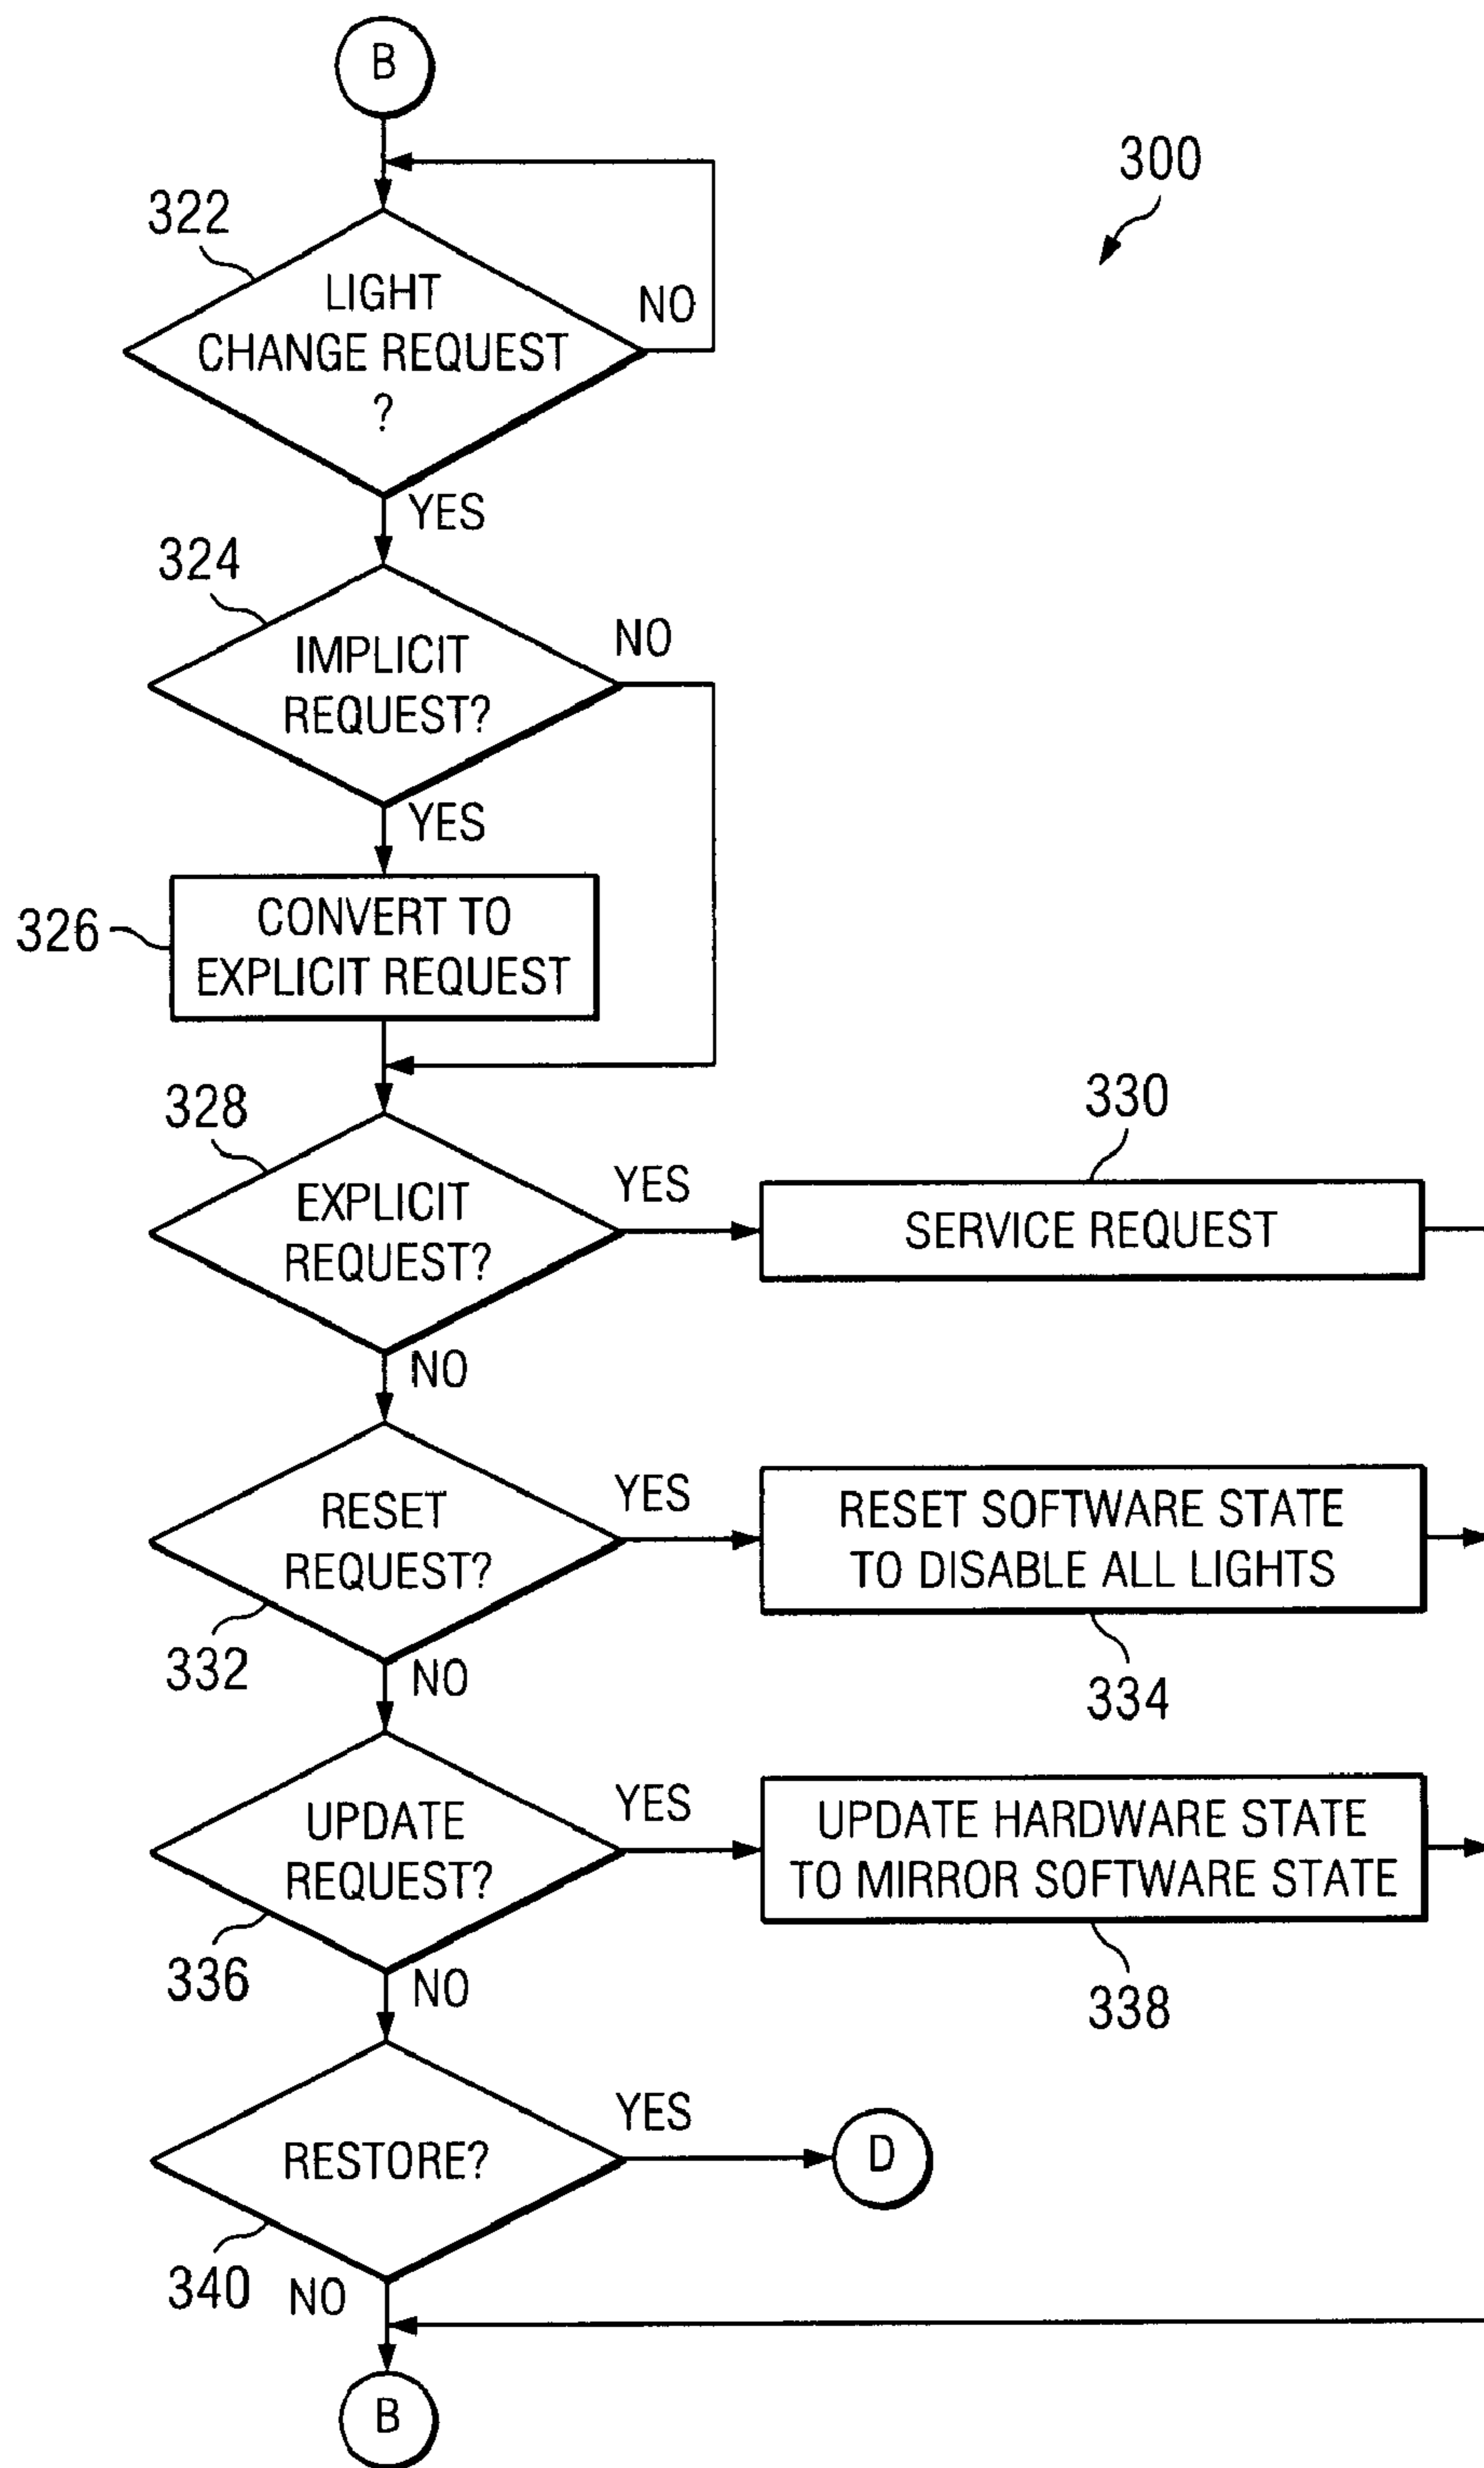 B
300
322
LIGHT
CHANGE REQUEST
?
NO
YES
324
IMPLICIT
REQUEST?
NO
YES
326
CONVERT TO
EXPLICIT REQUEST
328
EXPLICIT
REQUEST?
YES
330
SERVICE REQUEST
NO
RESET
REQUEST?
332
YES
RESET SOFTWARE STATE
TO DISABLE ALL LIGHTS
334
NO
UPDATE
REQUEST?
336
YES
UPDATE HARDWARE STATE
TO MIRROR SOFTWARE STATE
338
NO
RESTORE?
340
YES
D
NO
B